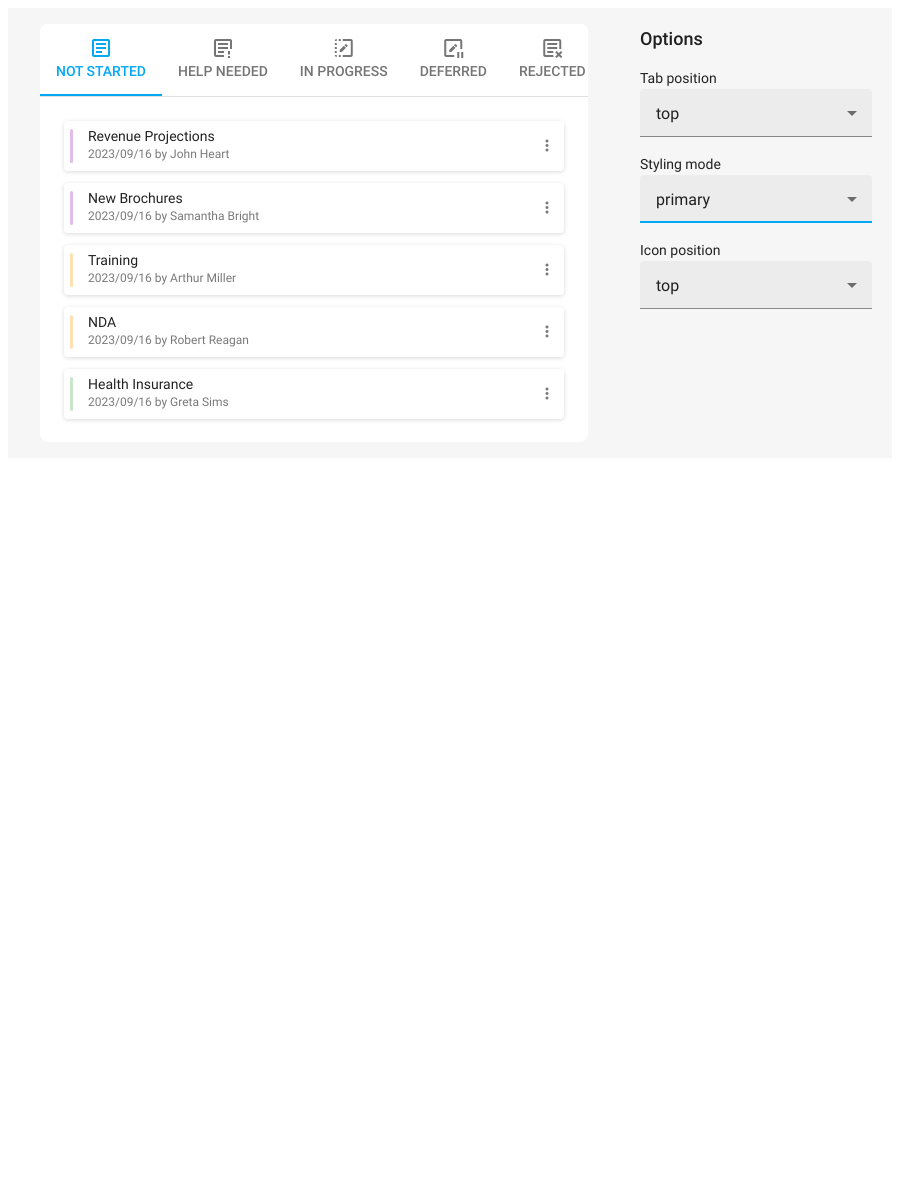 NOT STARTED
HELP NEEDED
IN PROGRESS
DEFERRED
REJECTED
Revenue Projections
2023/09/16 by John Heart
New Brochures
2023/09/16 by Samantha Bright
Training
2023/09/16 by Arthur Miller
NDA
2023/09/16 by Robert Reagan
Health Insurance
2023/09/16 by Greta Sims
Options
Tab position
top
Styling mode
primary
Icon position
top